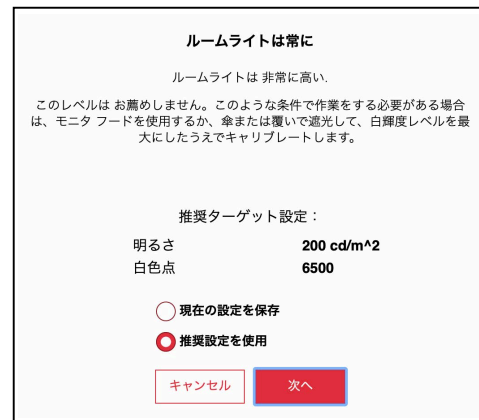 ルームライトは常に
ルームライトは 非常に高い.
このレベルは お薦めしません。このような条件で作業をする必要がある場合
は、モニタ フードを使用するか、傘または覆いで遮光して、白輝度レベルを最
大にしたうえでキャリブレートします。
推奨ターゲット設定：
明るさ 200 cd/m^2
白色点 6500
現在の設定を保存
推奨設定を使用
キャンセル 次へ